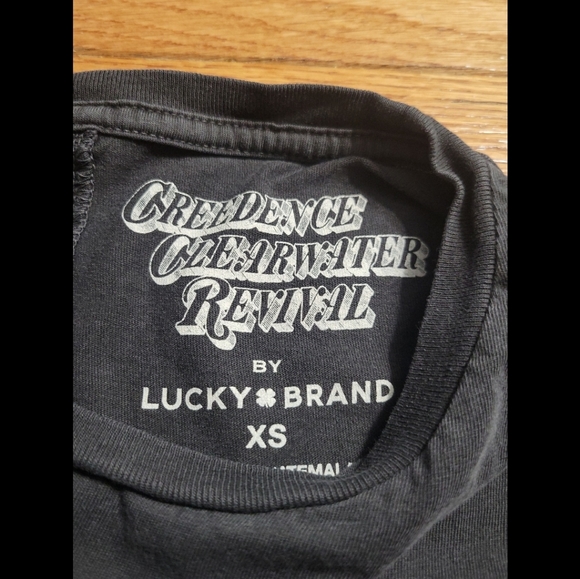 CREEDENCE
CLEARWATER
REVIVAL
BY
LUCKY BRAND
XS